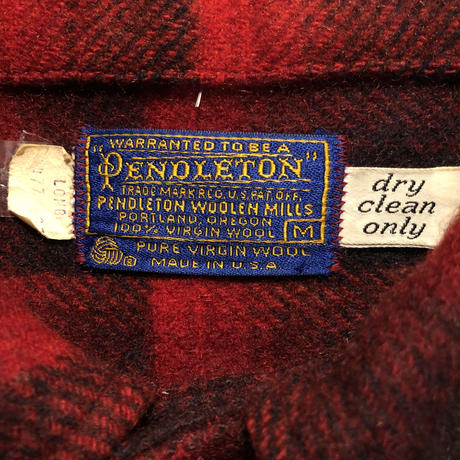 WARRANTED TO BE A
"PENDLETON"
TRADE MARK REG. U.S. PAT. OFF.
PENDLETON WOOLEN MILLS
PORTLAND, OREGON
100% VIRGIN WOOL M
PURE VIRGIN WOOL
MADE IN U.S.A
dry
clean
only